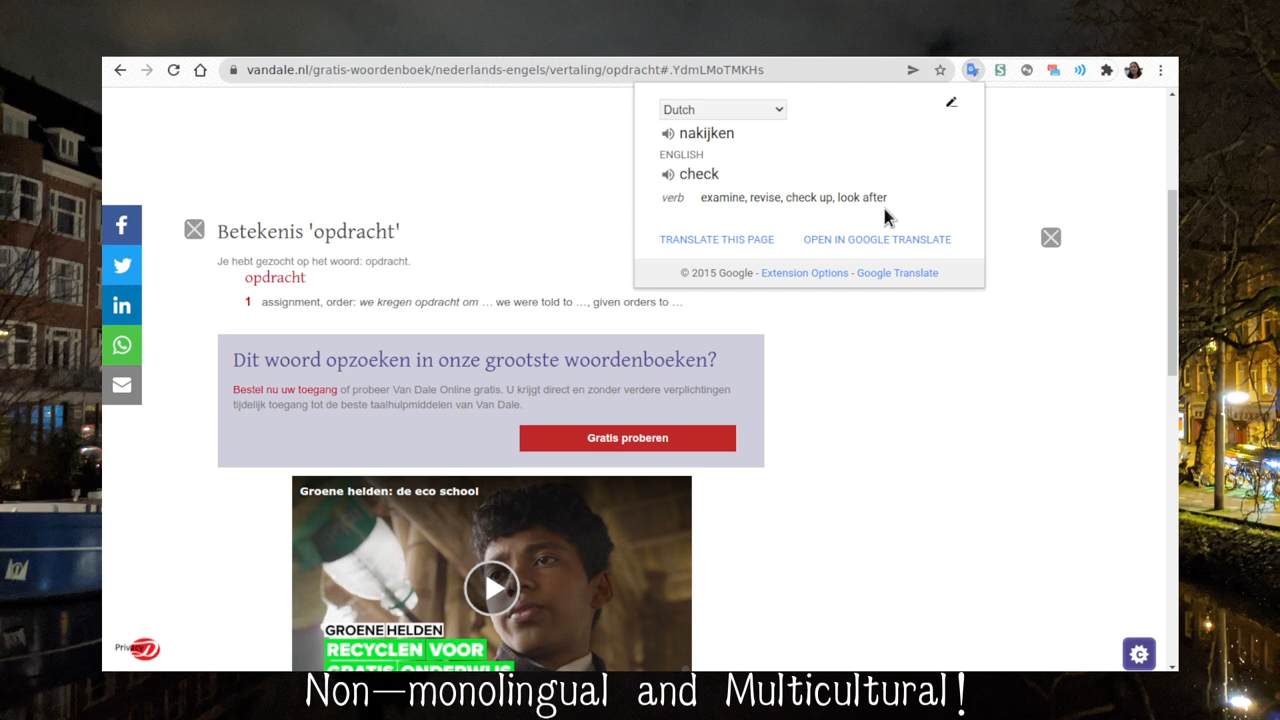 vandale.nl/gratis-woordenboek/nederlands-engels/vertaling/opdracht#.YdmLMoTMKHs
Dutch
nakijken
ENGLISH
check
verb examine, revise, check up, look after
TRANSLATE THIS PAGE OPEN IN GOOGLE TRANSLATE
© 2015 Google - Extension Options - Google Translate
Betekenis 'opdracht'
Je hebt gezocht op het woord: opdracht.
opdracht
1 assignment, order: we kregen opdracht om … we were told to …, given orders to …
Dit woord opzoeken in onze grootste woordenboeken?
Bestel nu uw toegang of probeer Van Dale Online gratis. U krijgt direct en zonder verdere verplichtingen
tijdelijk toegang tot de beste taalhulpmiddelen van Van Dale.
Gratis proberen
Groene helden: de eco school
GROENE HELDEN
RECYCLEN VOOR
GRATIS ONDERWIJS
Privacy
Non—monolingual and Multicultural!